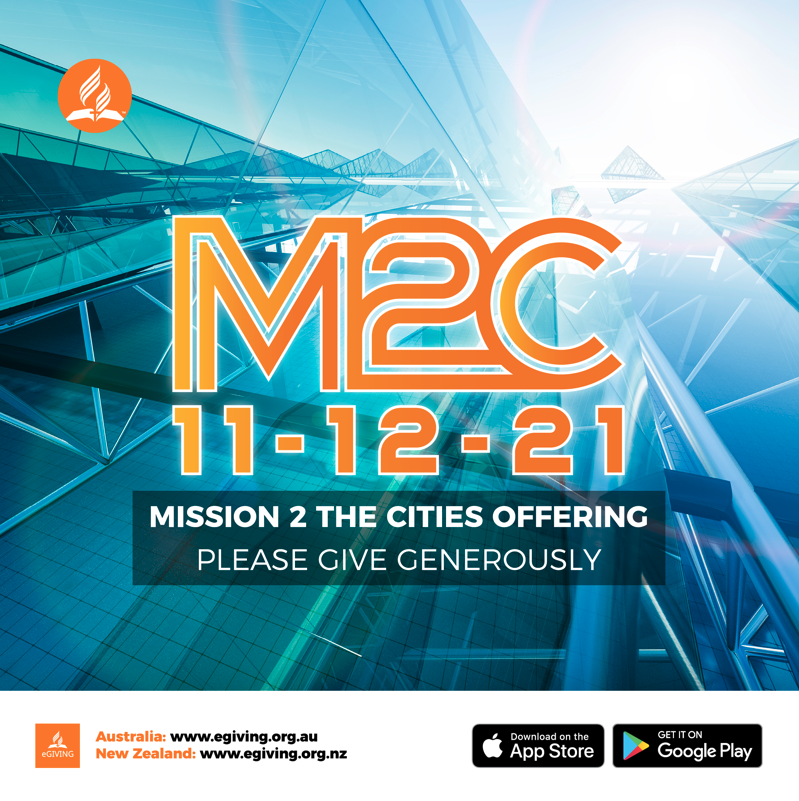 M2C
11-12-21
MISSION 2 THE CITIES OFFERING
PLEASE GIVE GENEROUSLY
eGIVING
Australia: www.egiving.org.au
New Zealand: www.egiving.org.nz
Download on the
App Store
GET IT ON
Google Play